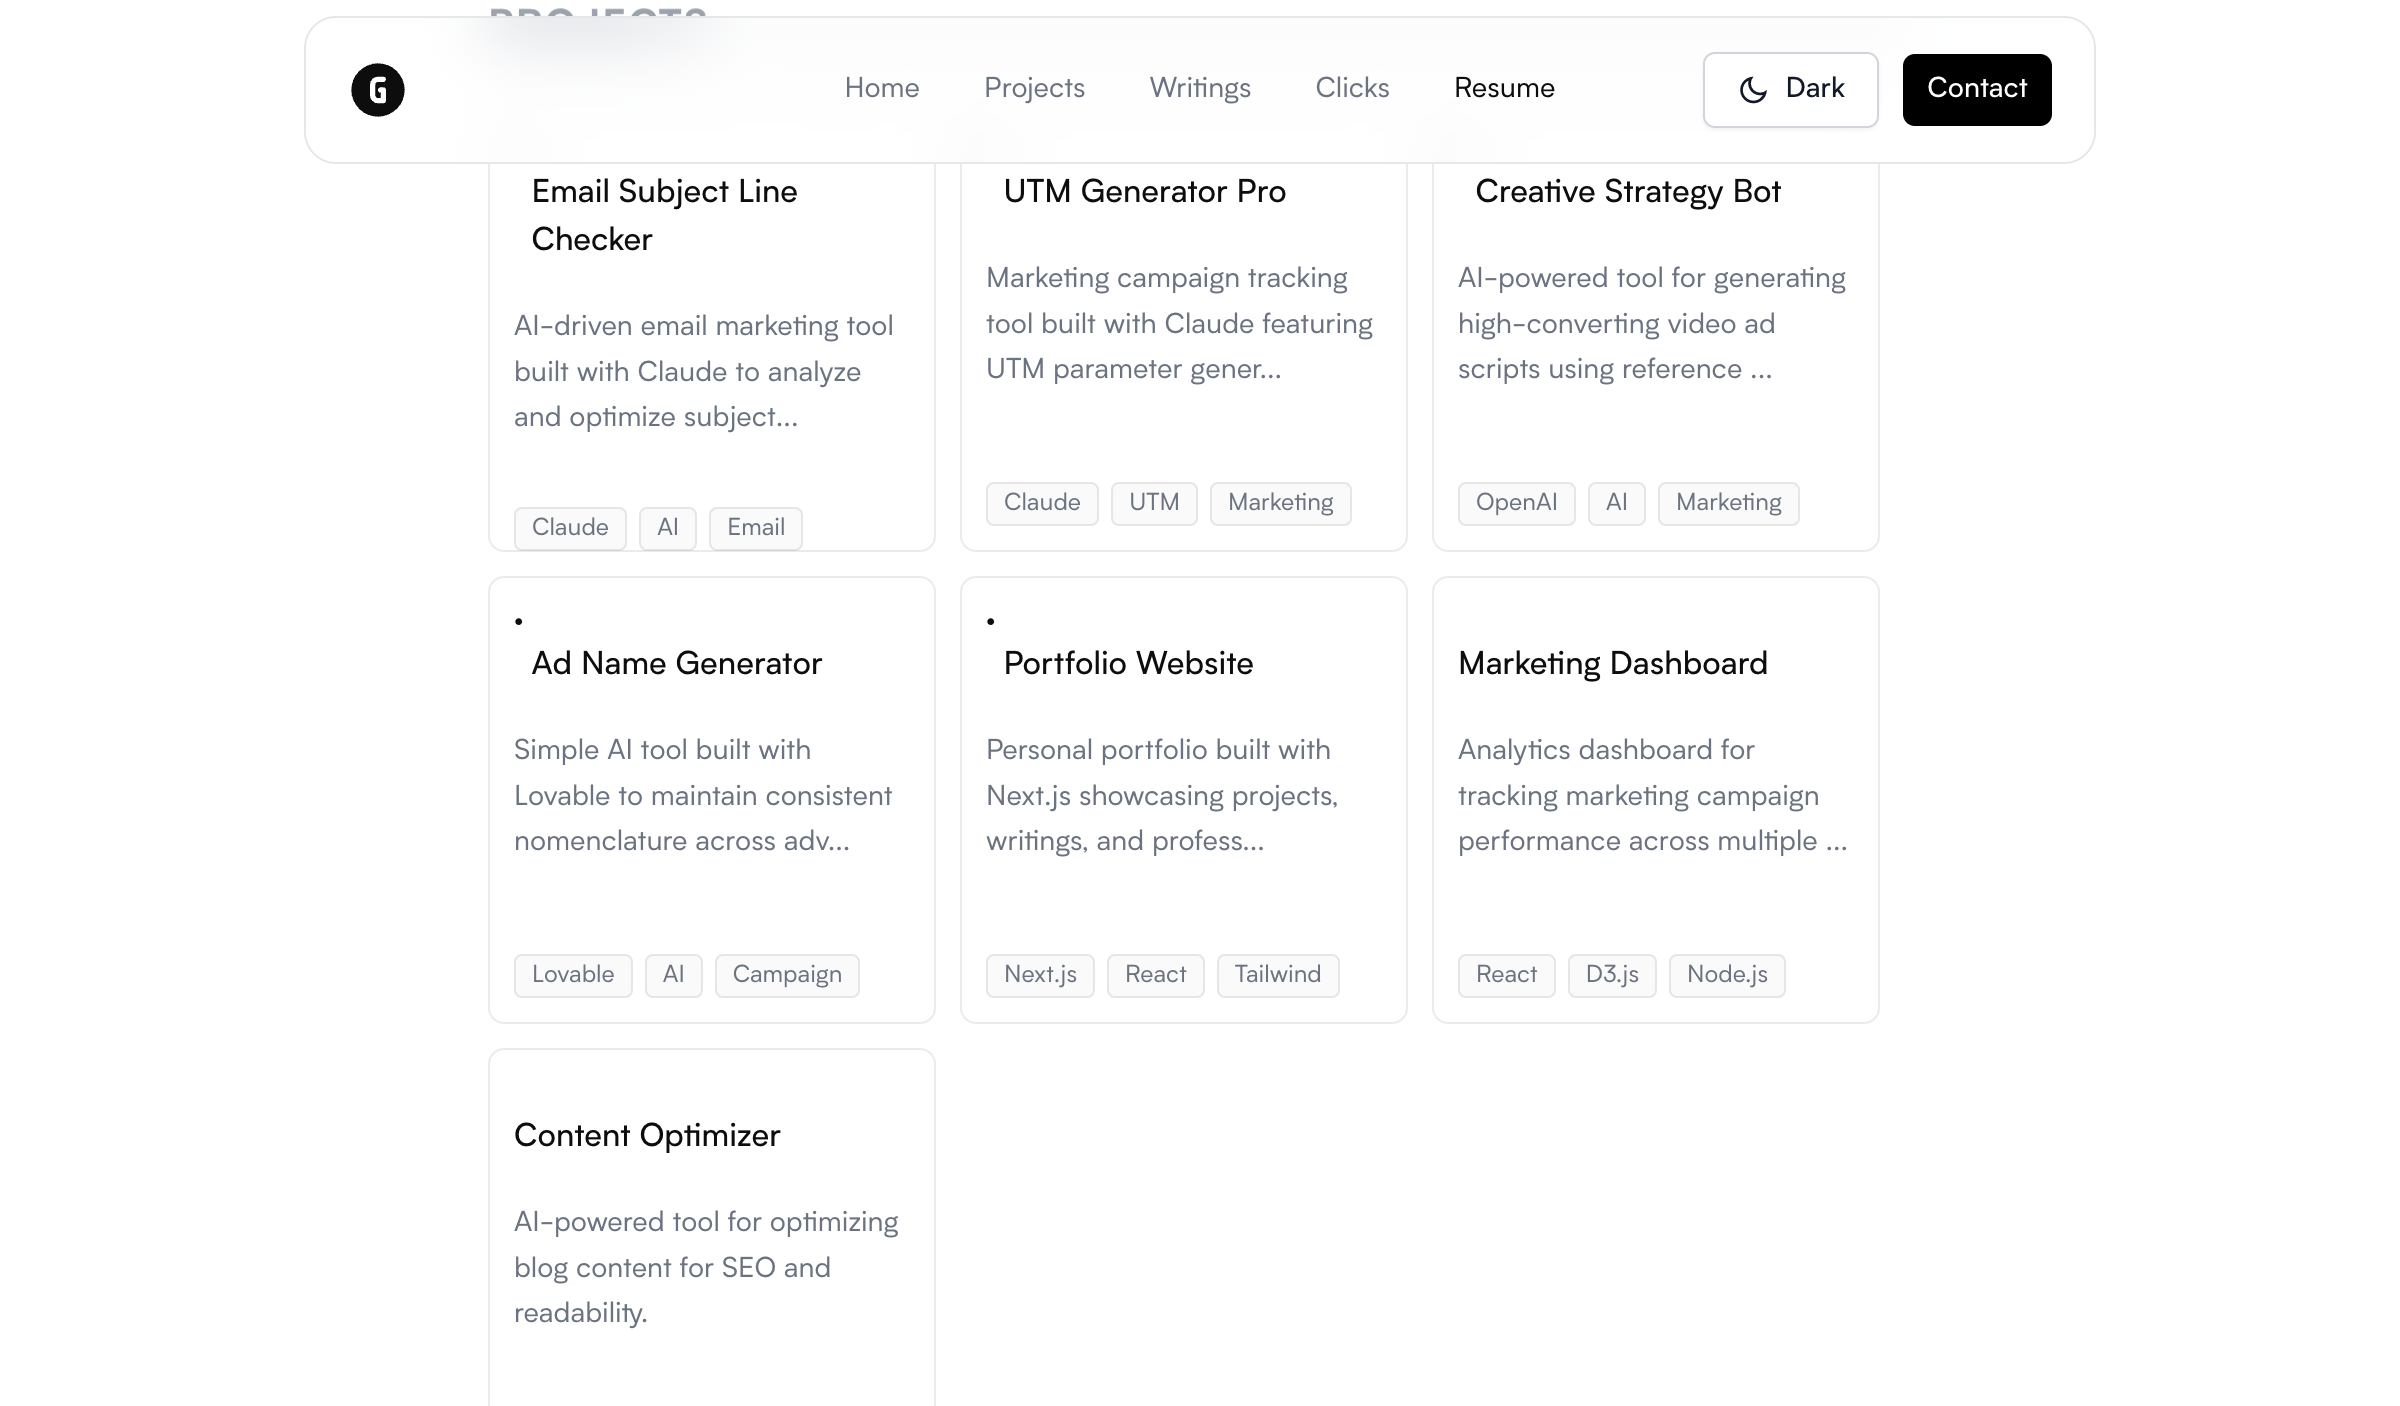 PROJECTS
G
Home
Projects
Writings
Clicks
Resume
Dark
Contact
Email Subject Line
Checker
AI-driven email marketing tool
built with Claude to analyze
and optimize subject...
Claude
AI
Email
UTM Generator Pro
Marketing campaign tracking
tool built with Claude featuring
UTM parameter gener...
Claude
UTM
Marketing
Creative Strategy Bot
AI-powered tool for generating
high-converting video ad
scripts using reference ...
OpenAI
AI
Marketing
Ad Name Generator
Simple AI tool built with
Lovable to maintain consistent
nomenclature across adv...
Lovable
AI
Campaign
Portfolio Website
Personal portfolio built with
Next.js showcasing projects,
writings, and profess...
Next.js
React
Tailwind
Marketing Dashboard
Analytics dashboard for
tracking marketing campaign
performance across multiple ...
React
D3.js
Node.js
Content Optimizer
AI-powered tool for optimizing
blog content for SEO and
readability.